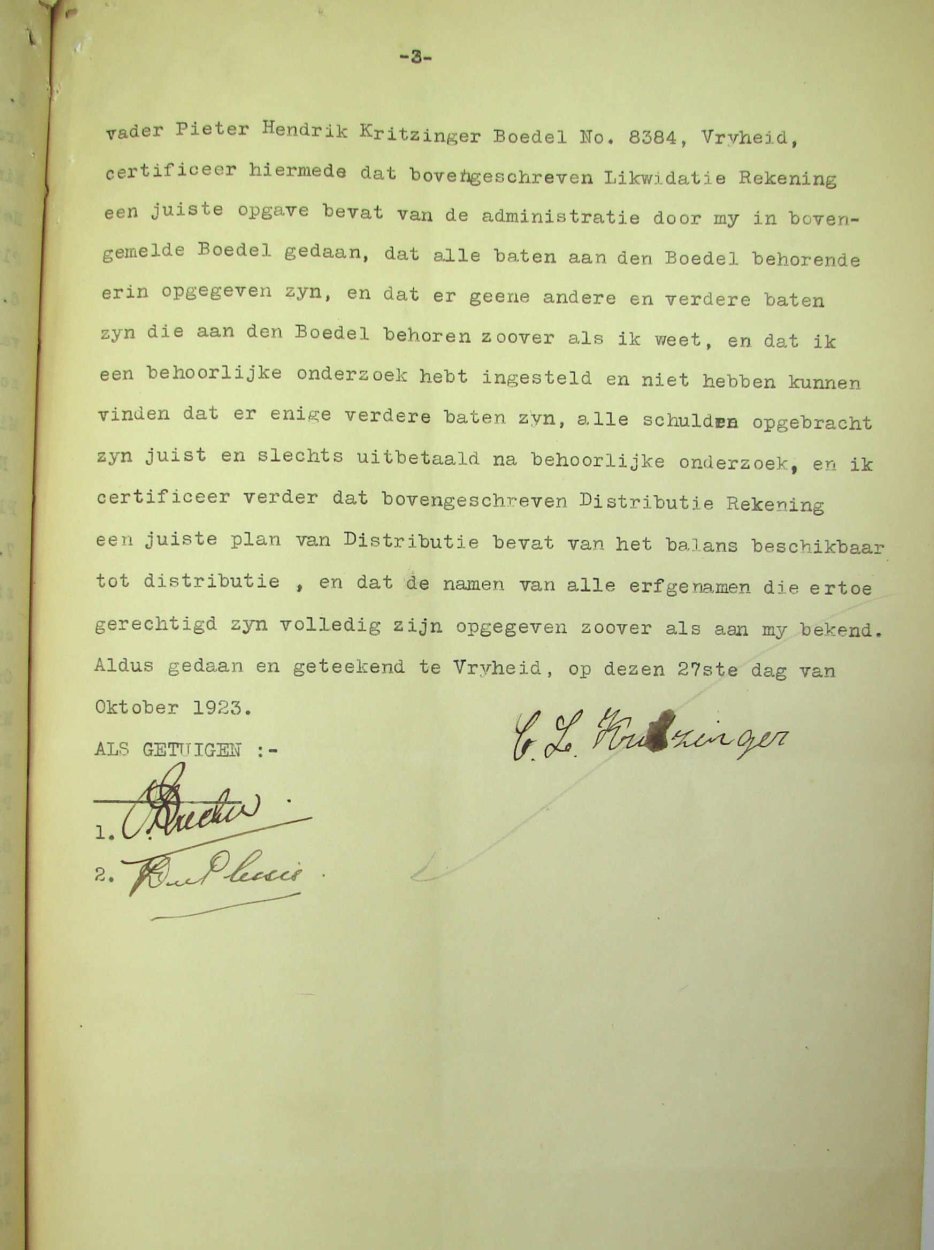 -3-
vader Pieter Hendrik Kritzinger Boedel No. 8384, Vryheid,
certificeer hiermede dat bovengeschreven Likwidatie Rekening
een juiste opgave bevat van de administratie door my in boven-
gemelde Boedel gedaan, dat alle baten aan den Boedel behorende
erin opgegeven zyn, en dat er geene andere en verdere baten
zyn die aan den Boedel behoren zoover als ik weet, en dat ik
een behoorlijke onderzoek hebt ingesteld en niet hebben kunnen
vinden dat er enige verdere baten zyn, alle schulden opgebracht
zyn juist en slechts uitbetaald na behoorlijke onderzoek, en ik
certificeer verder dat bovengeschreven Distributie Rekening
een juiste plan van Distributie bevat van het balans beschikbaar
tot distributie , en dat de namen van alle erfgenamen die ertoe
gerechtigd zyn volledig zijn opgegeven zoover als aan my bekend.
Aldus gedaan en geteekend te Vryheid, op dezen 27ste dag van
Oktober 1923.
C. L. Kritzinger
ALS GETUIGEN :-
1.
2. Du Plessis